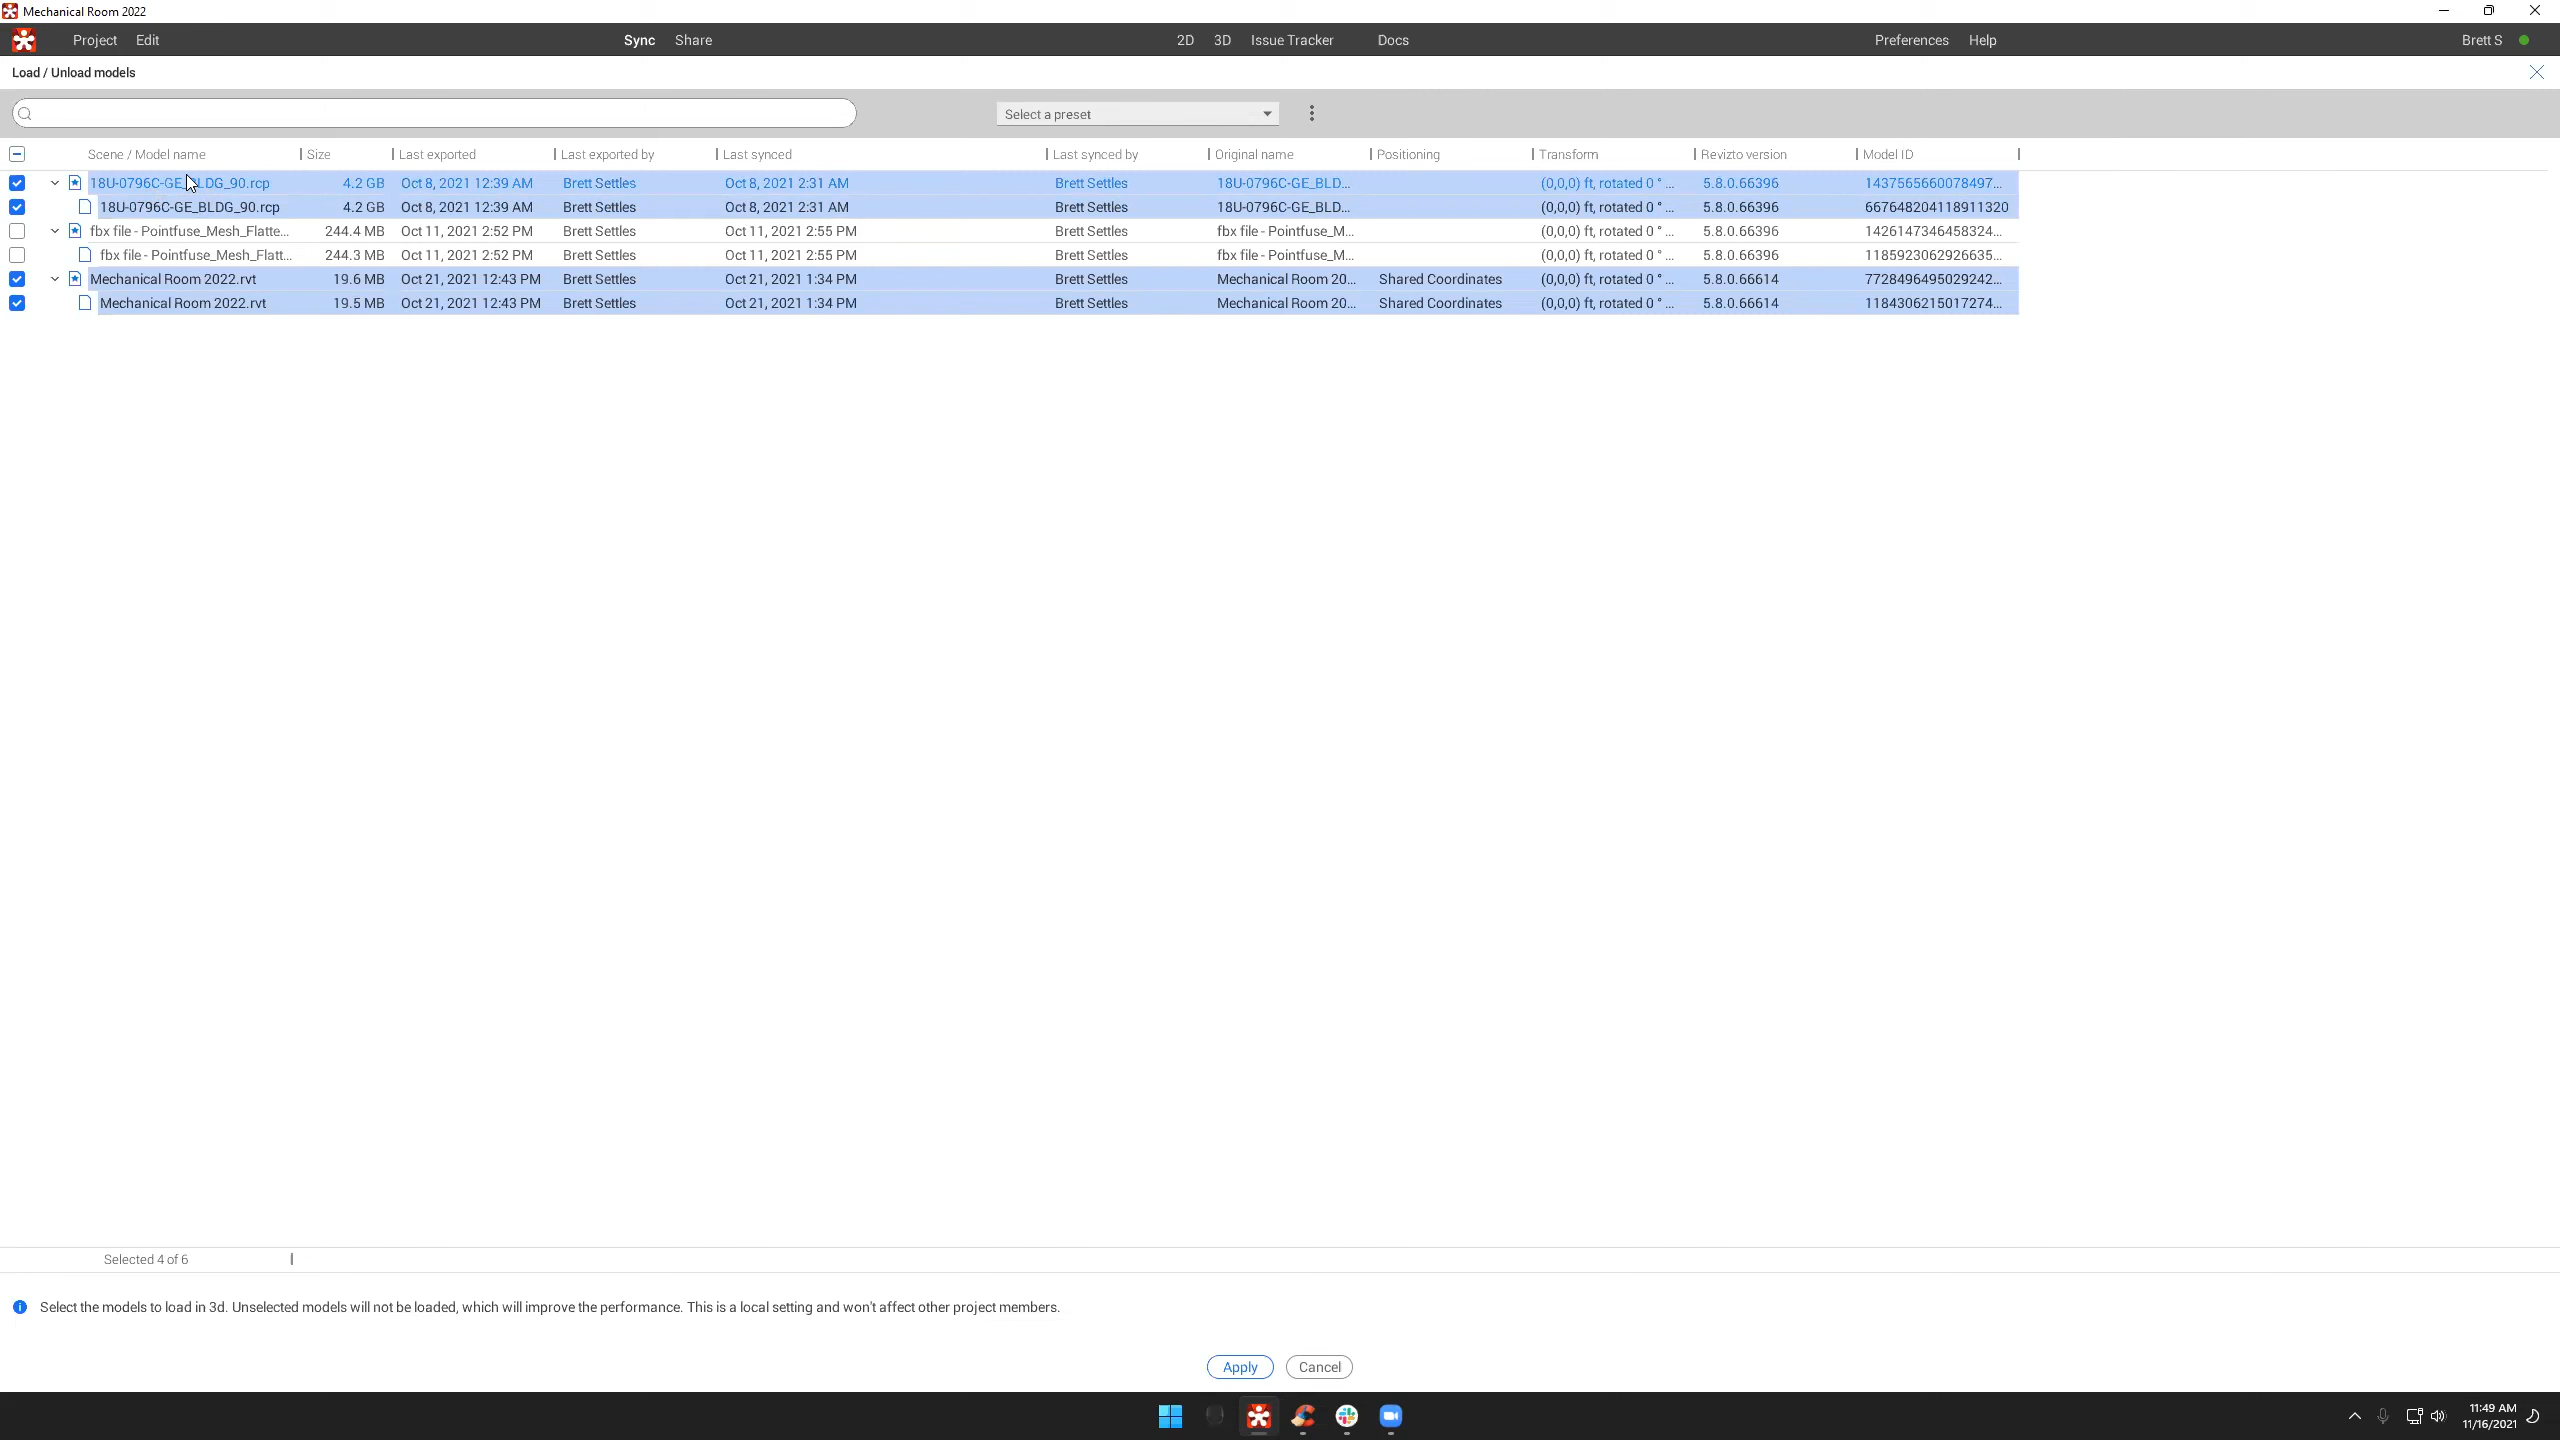 Mechanical Room 2022
Project Edit Sync Share 2D 3D Issue Tracker Docs Preferences Help Brett S
Load / Unload models
Select a preset
Scene / Model name Size Last exported Last exported by Last synced Last synced by Original name Positioning Transform Revizto version Model ID
18U-0796C-GE_BLDG_90.rcp 4.2 GB Oct 8, 2021 12:39 AM Brett Settles Oct 8, 2021 2:31 AM Brett Settles 18U-0796C-GE_BLD... (0,0,0) ft, rotated 0 ° ... 5.8.0.66396 1437565660078497...
18U-0796C-GE_BLDG_90.rcp 4.2 GB Oct 8, 2021 12:39 AM Brett Settles Oct 8, 2021 2:31 AM Brett Settles 18U-0796C-GE_BLD... (0,0,0) ft, rotated 0 ° ... 5.8.0.66396 667648204118911320
fbx file - Pointfuse_Mesh_Flatte... 244.4 MB Oct 11, 2021 2:52 PM Brett Settles Oct 11, 2021 2:55 PM Brett Settles fbx file - Pointfuse_M... (0,0,0) ft, rotated 0 ° ... 5.8.0.66396 1426147346458324...
fbx file - Pointfuse_Mesh_Flatt... 244.3 MB Oct 11, 2021 2:52 PM Brett Settles Oct 11, 2021 2:55 PM Brett Settles fbx file - Pointfuse_M... (0,0,0) ft, rotated 0 ° ... 5.8.0.66396 1185923062926635...
Mechanical Room 2022.rvt 19.6 MB Oct 21, 2021 12:43 PM Brett Settles Oct 21, 2021 1:34 PM Brett Settles Mechanical Room 20... Shared Coordinates (0,0,0) ft, rotated 0 ° ... 5.8.0.66614 7728496495029242...
Mechanical Room 2022.rvt 19.5 MB Oct 21, 2021 12:43 PM Brett Settles Oct 21, 2021 1:34 PM Brett Settles Mechanical Room 20... Shared Coordinates (0,0,0) ft, rotated 0 ° ... 5.8.0.66614 1184306215017274...
Selected 4 of 6
Select the models to load in 3d. Unselected models will not be loaded, which will improve the performance. This is a local setting and won't affect other project members.
Apply Cancel
11:49 AM
11/16/2021